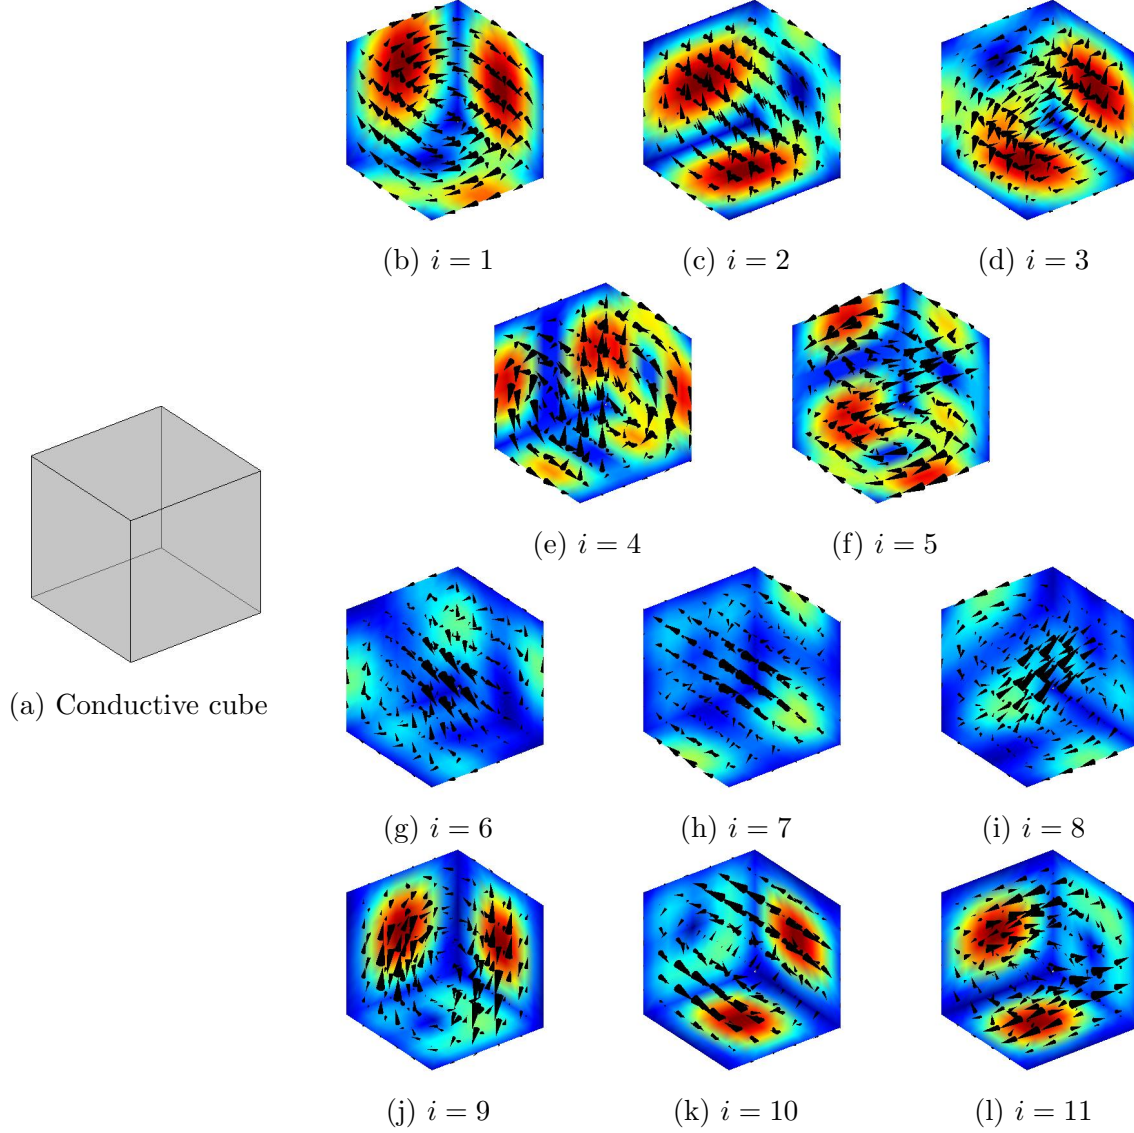 (b) i = 1
(c) i = 2
(d) i = 3
(e) i = 4
(f) i = 5
(a) Conductive cube
(g) i = 6
(h) i = 7
(i) i = 8
(j) i = 9
(k) i = 10
(l) i = 11